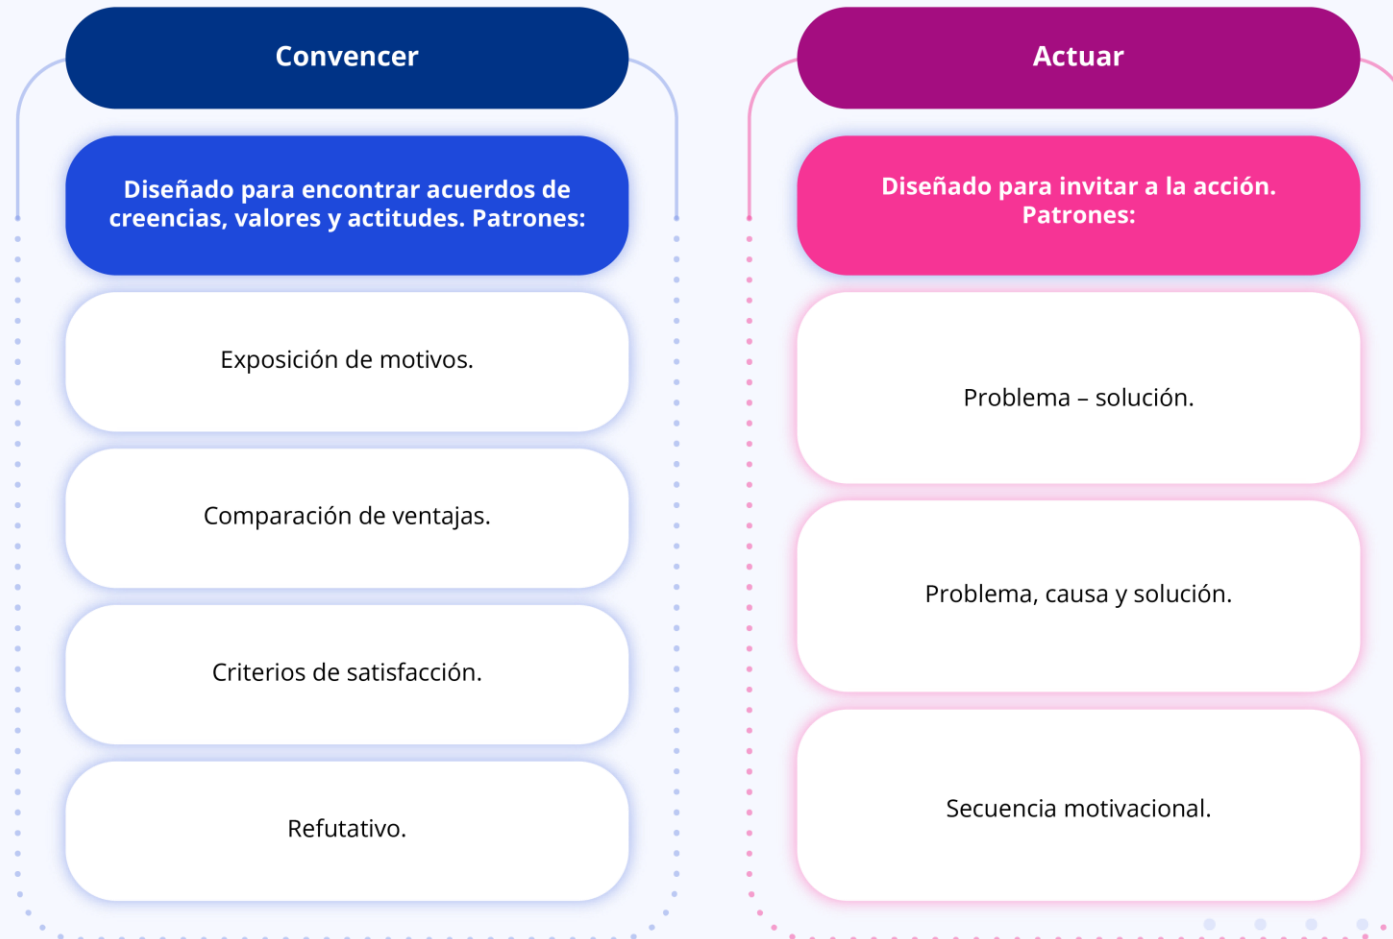 Convencer
Diseñado para encontrar acuerdos de
creencias, valores y actitudes. Patrones:
Exposición de motivos.
Comparación de ventajas.
Criterios de satisfacción.
Refutativo.
Actuar
Diseñado para invitar a la acción.
Patrones:
Problema – solución.
Problema, causa y solución.
Secuencia motivacional.